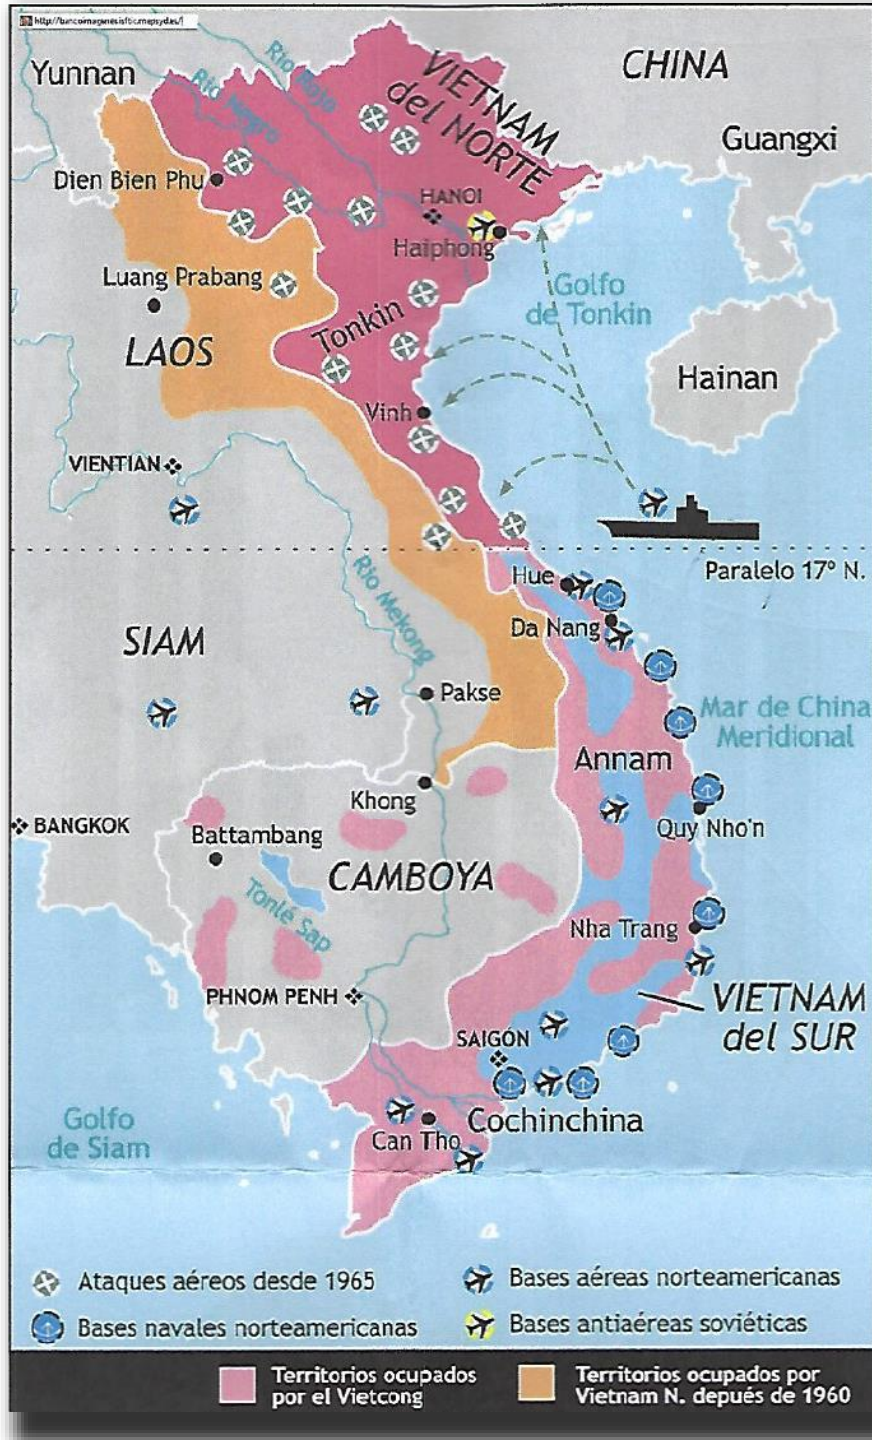 Yunnan
CHINA
Río Rojo
Río Negro
VIETNAM
del NORTE
Guangxi
Dien Bien Phu
HANOI
Haiphong
Luang Prabang
Golfo
de Tonkin
Tonkin
LAOS
Hainan
Vinh
VIENTIAN
Paralelo 17º N.
Hue
Río Mekong
Da Nang
SIAM
Pakse
Mar de China
Meridional
Annam
Khong
BANGKOK
Quy Nho'n
Battambang
CAMBOYA
Tonlé Sap
Nha Trang
PHNOM PENH
VIETNAM
del SUR
SAIGÓN
Golfo
de Siam
Cochinchina
Can Tho
Ataques aéreos desde 1965
Bases aéreas norteamericanas
Bases navales norteamericanas
Bases antiaéreas soviéticas
Territorios ocupados
por el Vietcong
Territorios ocupados por
Vietnam N. depués de 1960